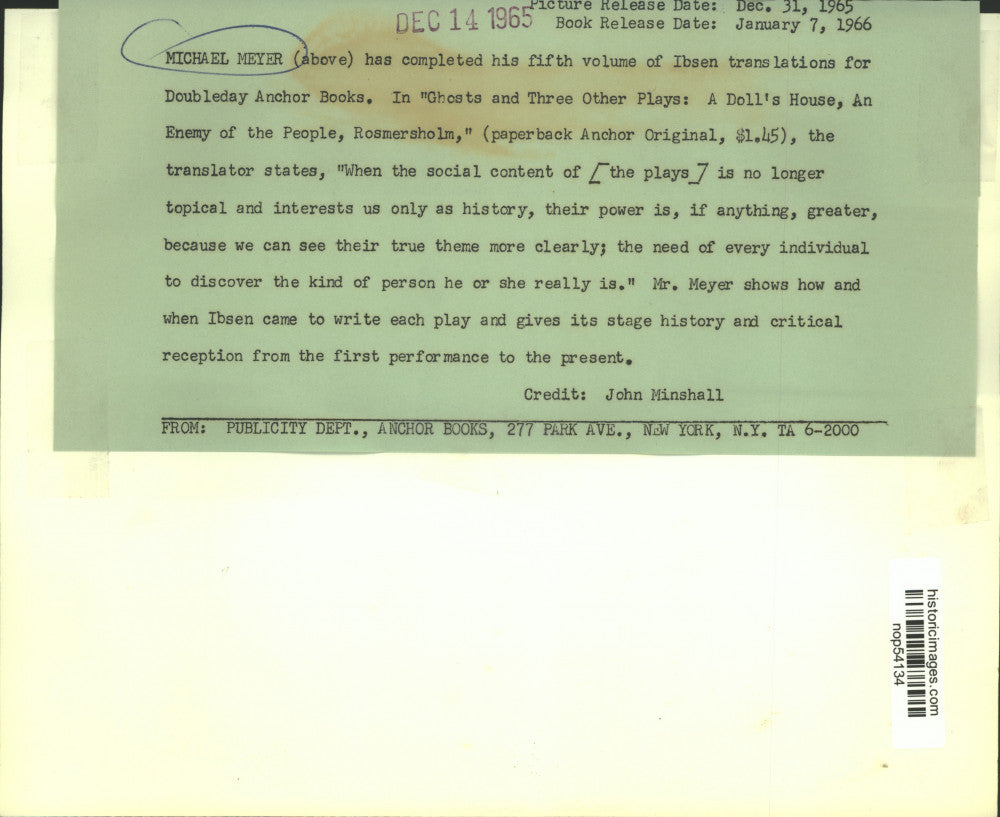 Picture Release Date: Dec. 31, 1965
DEC 14 1965
Book Release Date: January 7, 1966
MICHAEL MEYER (above) has completed his fifth volume of Ibsen translations for
Doubleday Anchor Books. In "Ghosts and Three Other Plays: A Doll's House, An
Enemy of the People, Rosmersholm," (paperback Anchor Original, $1.45), the
translator states, "When the social content of [the plays] is no longer
topical and interests us only as history, their power is, if anything, greater,
because we can see their true theme more clearly; the need of every individual
to discover the kind of person he or she really is." Mr. Meyer shows how and
when Ibsen came to write each play and gives its stage history and critical
reception from the first performance to the present.
Credit: John Minshall
FROM: PUBLICITY DEPT., ANCHOR BOOKS, 277 PARK AVE., NEW YORK, N.Y. TA 6-2000
historicimages.com
nop54134